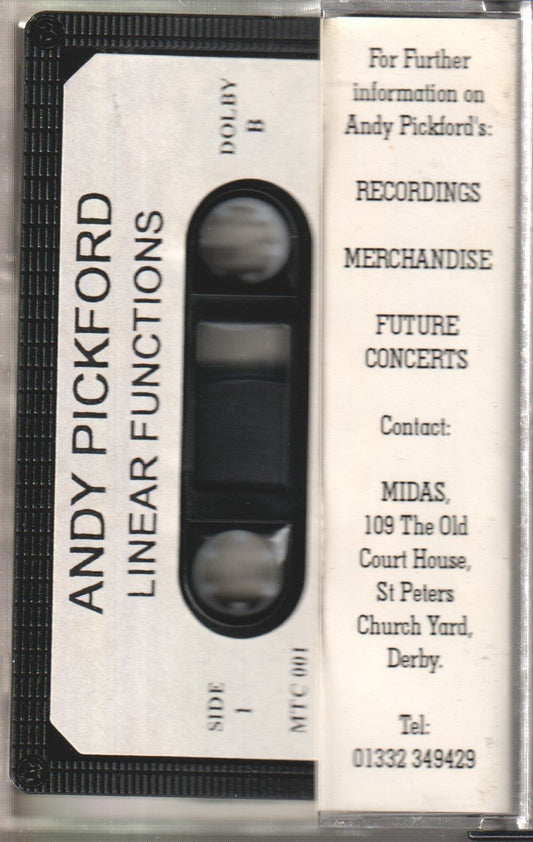 ANDY PICKFORD
LINEAR FUNCTIONS
DOLBY
B
SIDE
1
MTC 001
For Further
information on
Andy Pickford's:
RECORDINGS
MERCHANDISE
FUTURE
CONCERTS
Contact:
MIDAS,
109 The Old
Court House,
St Peters
Church Yard,
Derby.
Tel:
01332 349429